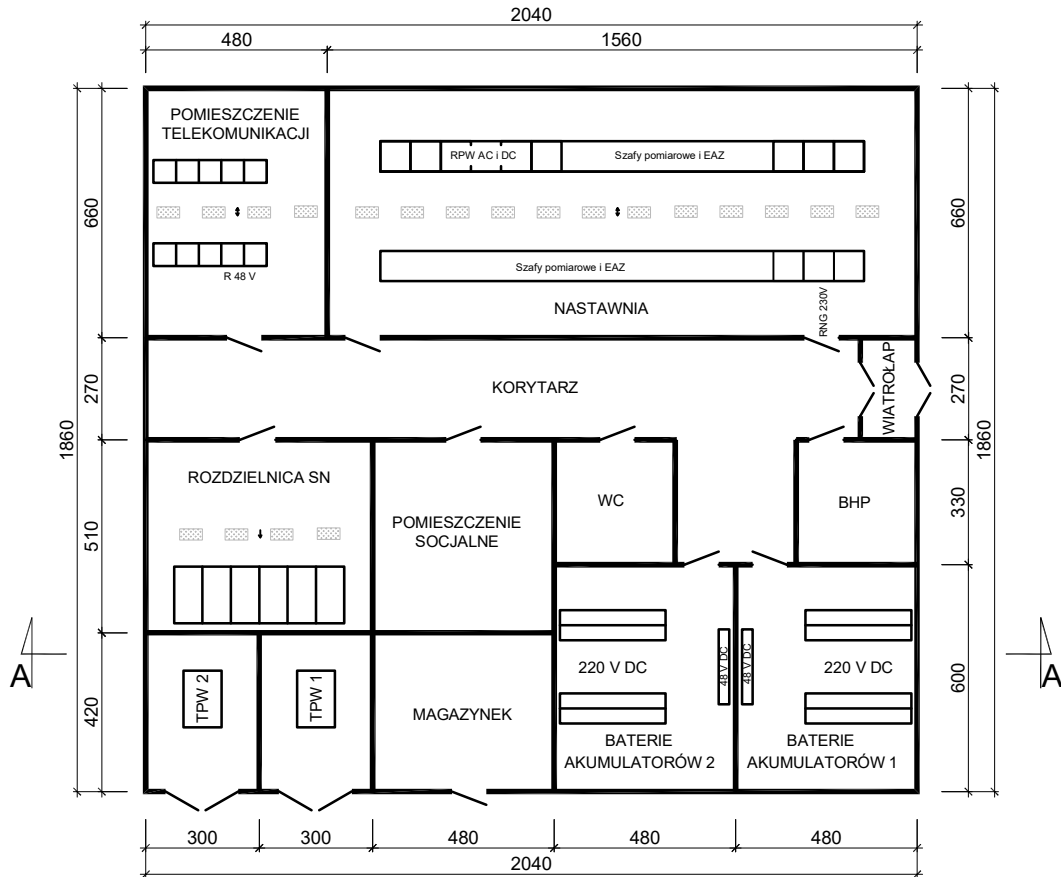 2040
480
1560
POMIESZCZENIE
TELEKOMUNIKACJI
RPW AC i DC
Szafy pomiarowe i EAZ
660
660
R 48 V
Szafy pomiarowe i EAZ
NASTAWNIA
RNG 230V
KORYTARZ
WIATROŁAP
270
270
1860
1860
ROZDZIELNICA SN
POMIESZCZENIE
SOCJALNE
WC
BHP
510
330
A
A
TPW 2
TPW 1
MAGAZYNEK
220 V DC
48 V DC
48 V DC
220 V DC
BATERIE
AKUMULATORÓW 2
BATERIE
AKUMULATORÓW 1
420
600
300
300
480
480
480
2040